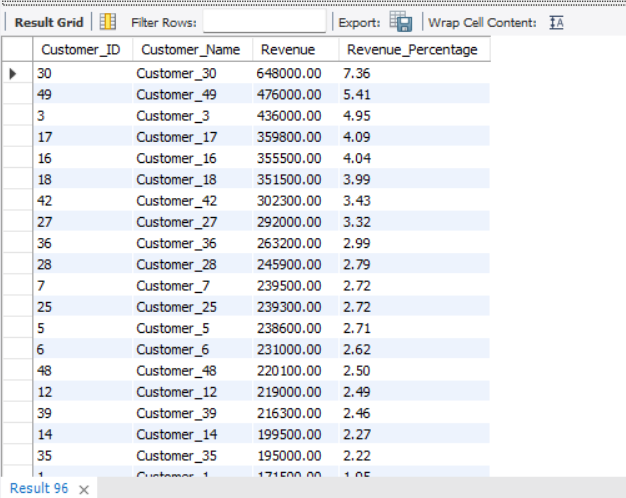 Result Grid Filter Rows: Export: Wrap Cell Content:
Customer_ID Customer_Name Revenue Revenue_Percentage
30 Customer_30 648000.00 7.36
49 Customer_49 476000.00 5.41
3 Customer_3 436000.00 4.95
17 Customer_17 359800.00 4.09
16 Customer_16 355500.00 4.04
18 Customer_18 351500.00 3.99
42 Customer_42 302300.00 3.43
27 Customer_27 292000.00 3.32
36 Customer_36 263200.00 2.99
28 Customer_28 245900.00 2.79
7 Customer_7 239500.00 2.72
25 Customer_25 239300.00 2.72
5 Customer_5 238600.00 2.71
6 Customer_6 231000.00 2.62
48 Customer_48 220100.00 2.50
12 Customer_12 219000.00 2.49
39 Customer_39 216300.00 2.46
14 Customer_14 199500.00 2.27
35 Customer_35 195000.00 2.22
1 Customer_1 171500.00 1.95
Result 96